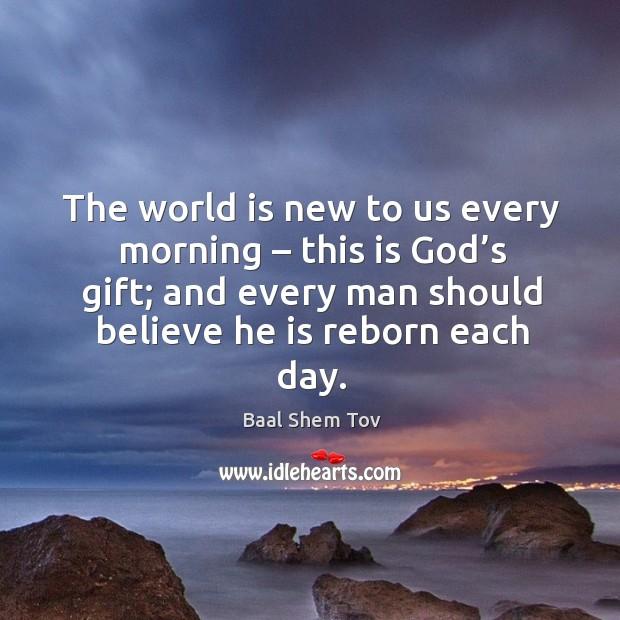 The world is new to us every
morning – this is God’s
gift; and every man should
believe he is reborn each
day.
Baal Shem Tov
www.idlehearts.com